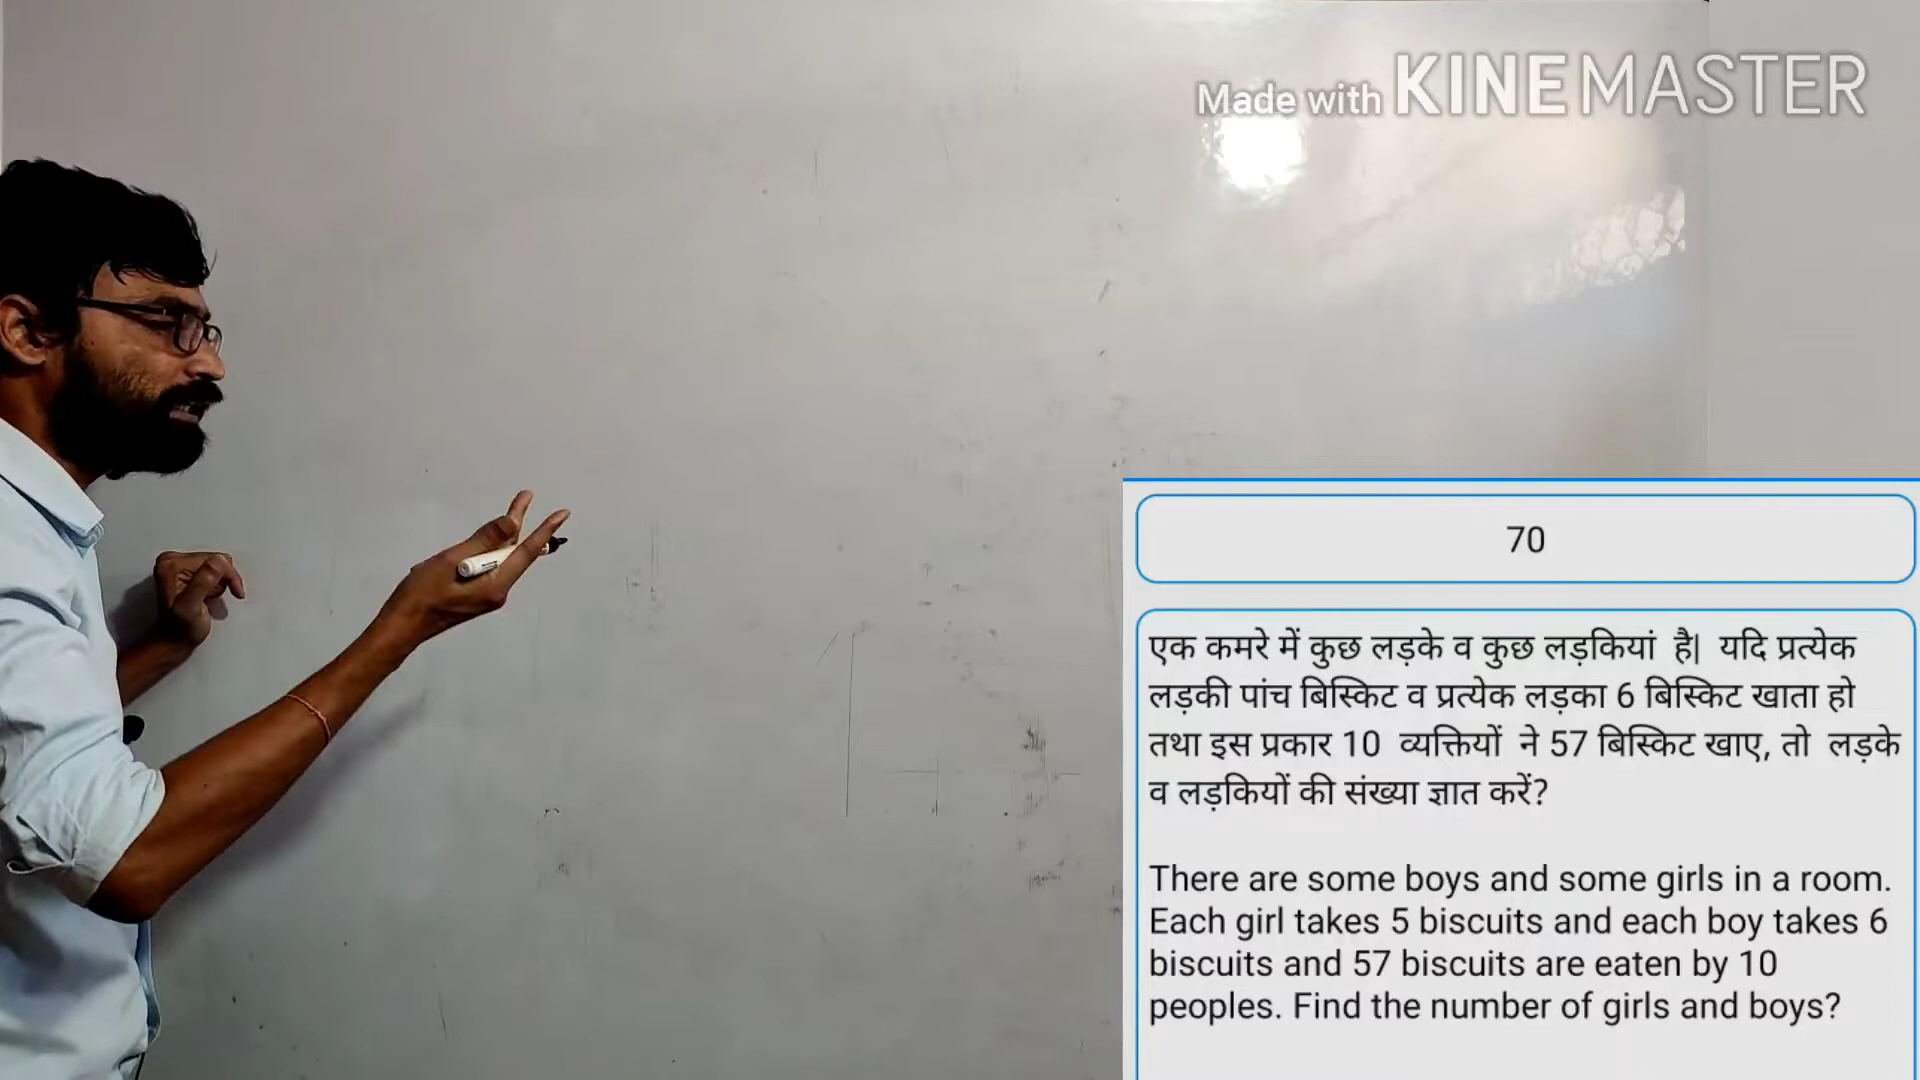 Made with KINEMASTER
70
एक कमरे में कुछ लड़के व कुछ लड़कियां है| यदि प्रत्येक
लड़की पांच बिस्किट व प्रत्येक लड़का 6 बिस्किट खाता हो
तथा इस प्रकार 10 व्यक्तियों ने 57 बिस्किट खाए, तो लड़के
व लड़कियों की संख्या ज्ञात करें?
There are some boys and some girls in a room.
Each girl takes 5 biscuits and each boy takes 6
biscuits and 57 biscuits are eaten by 10
peoples. Find the number of girls and boys?